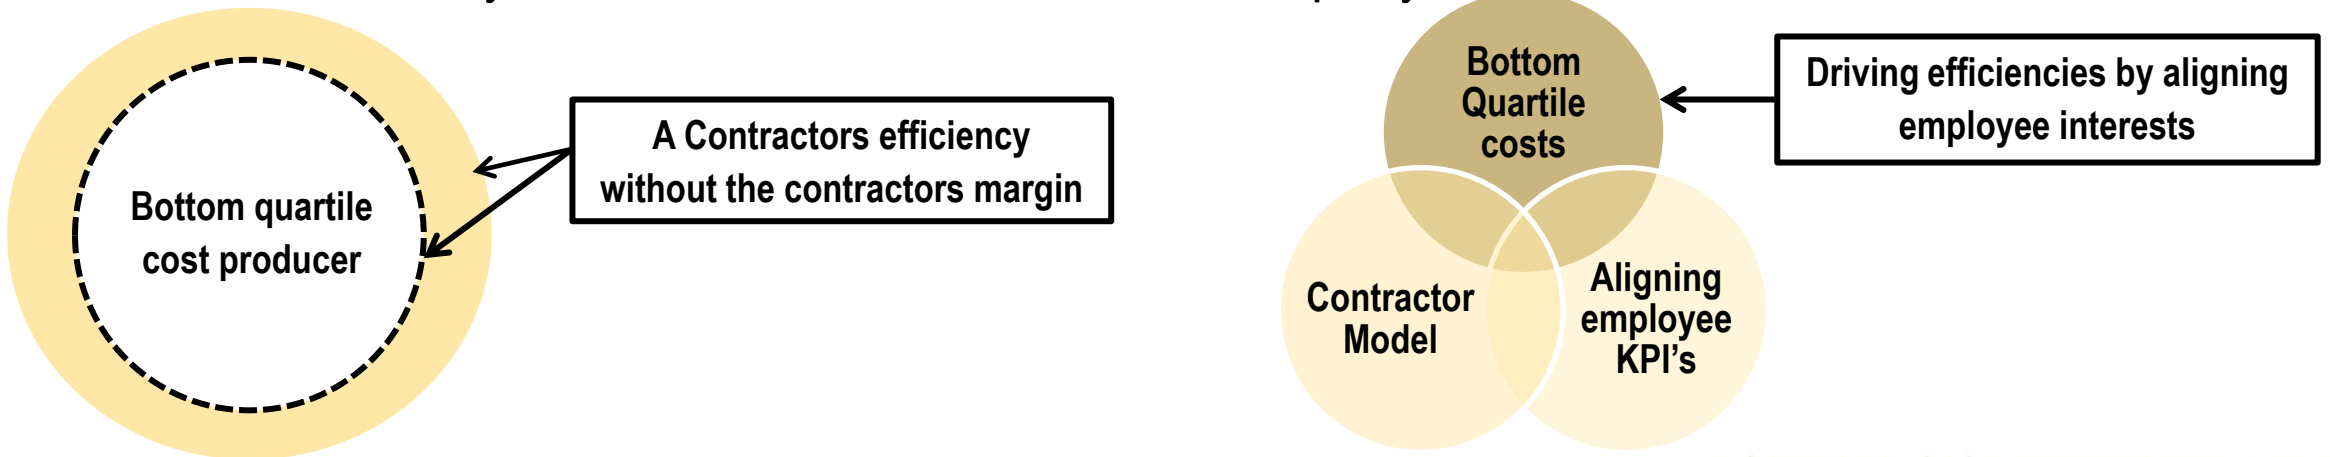 Bottom quartile
cost producer
A Contractors efficiency
without the contractors margin
Bottom
Quartile
costs
Contractor
Model
Aligning
employee
KPI's
Driving efficiencies by aligning
employee interests